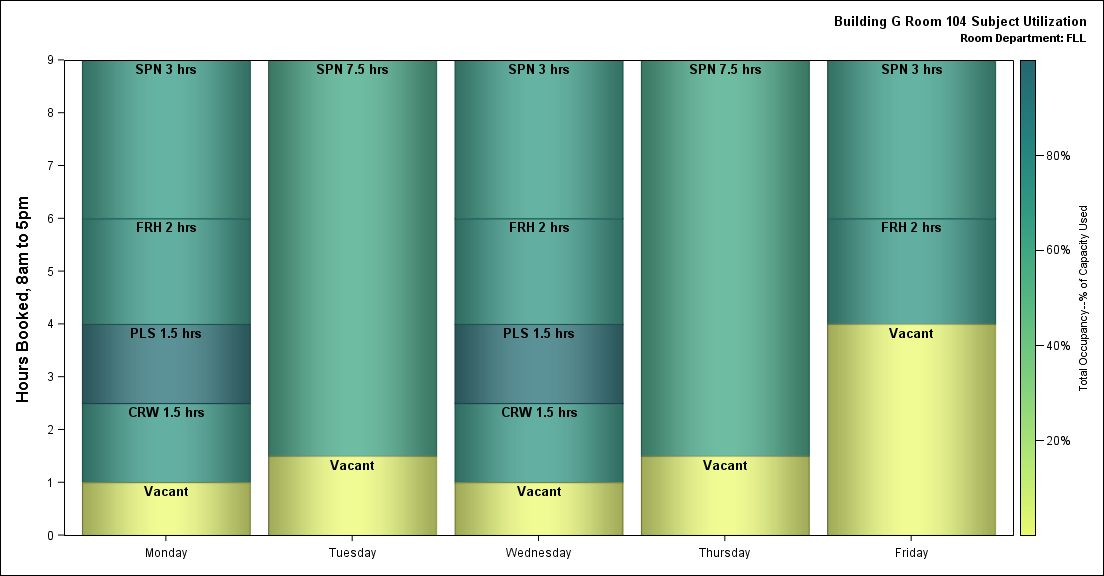 Building G Room 104 Subject Utilization
Room Department: FLL
Hours Booked, 8am to 5pm
9
8
7
6
5
4
3
2
1
0
SPN 3 hrs
FRH 2 hrs
PLS 1.5 hrs
CRW 1.5 hrs
Vacant
SPN 7.5 hrs
Vacant
SPN 3 hrs
FRH 2 hrs
PLS 1.5 hrs
CRW 1.5 hrs
Vacant
SPN 7.5 hrs
Vacant
SPN 3 hrs
FRH 2 hrs
Vacant
Monday
Tuesday
Wednesday
Thursday
Friday
80%
60%
40%
20%
Total Occupancy--% of Capacity Used